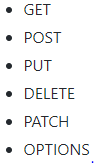 • GET
• POST
• PUT
• DELETE
• PATCH
• OPTIONS.